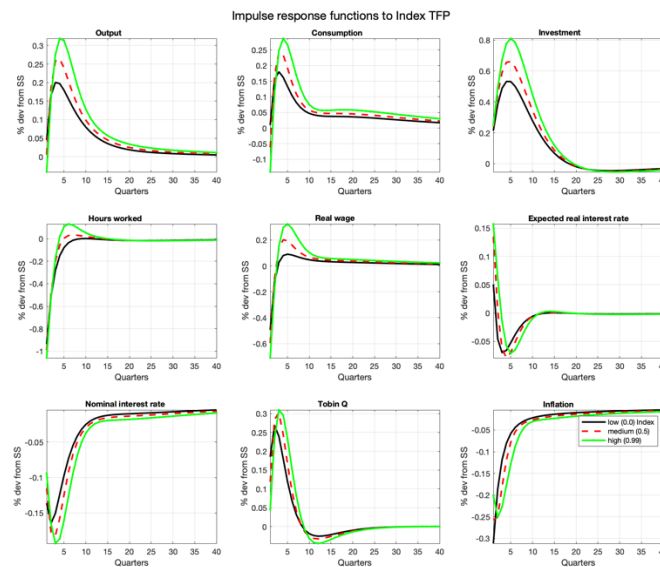 Impulse response functions to Index TFP
Output
Consumption
Investment
% dev from SS
0.3
0.25
0.2
0.15
0.1
0.05
0
5 10 15 20 25 30 35 40
Quarters
% dev from SS
0.25
0.2
0.15
0.1
0.05
0
-0.05
-0.1
5 10 15 20 25 30 35 40
Quarters
% dev from SS
0.8
0.6
0.4
0.2
0
5 10 15 20 25 30 35 40
Quarters
Hours worked
Real wage
Expected real interest rate
% dev from SS
0
-0.2
-0.4
-0.6
-0.8
-1
5 10 15 20 25 30 35 40
Quarters
% dev from SS
0.2
0
-0.2
-0.4
-0.6
5 10 15 20 25 30 35 40
Quarters
% dev from SS
0.15
0.1
0.05
0
-0.05
5 10 15 20 25 30 35 40
Quarters
Nominal interest rate
Tobin Q
Inflation
% dev from SS
-0.05
-0.1
-0.15
5 10 15 20 25 30 35 40
Quarters
% dev from SS
0.3
0.2
0.1
0
5 10 15 20 25 30 35 40
Quarters
% dev from SS
-0.05
-0.1
-0.15
-0.2
-0.25
-0.3
5 10 15 20 25 30 35 40
Quarters
low (0.0) Index
medium (0.5)
high (0.99)